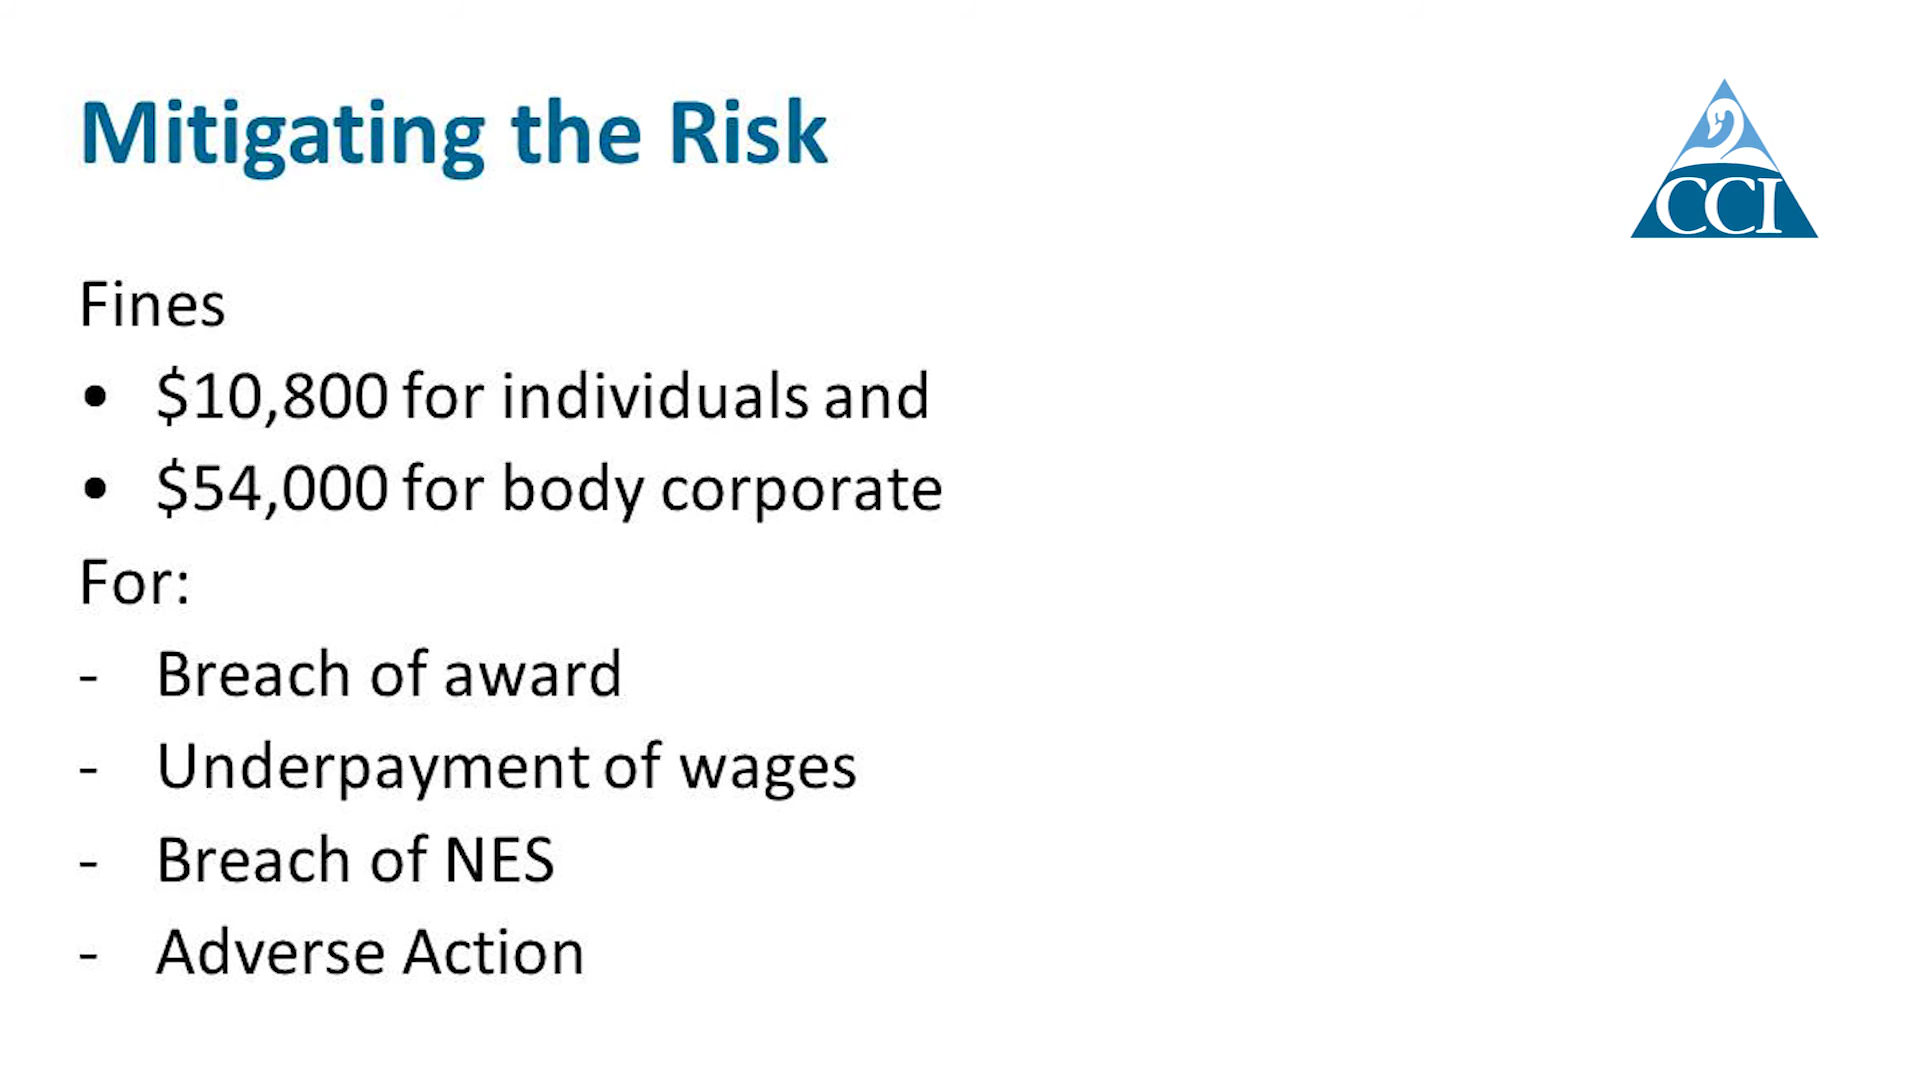 Mitigating the Risk
CCI
Fines
• $10,800 for individuals and
• $54,000 for body corporate
For:
- Breach of award
- Underpayment of wages
- Breach of NES
- Adverse Action